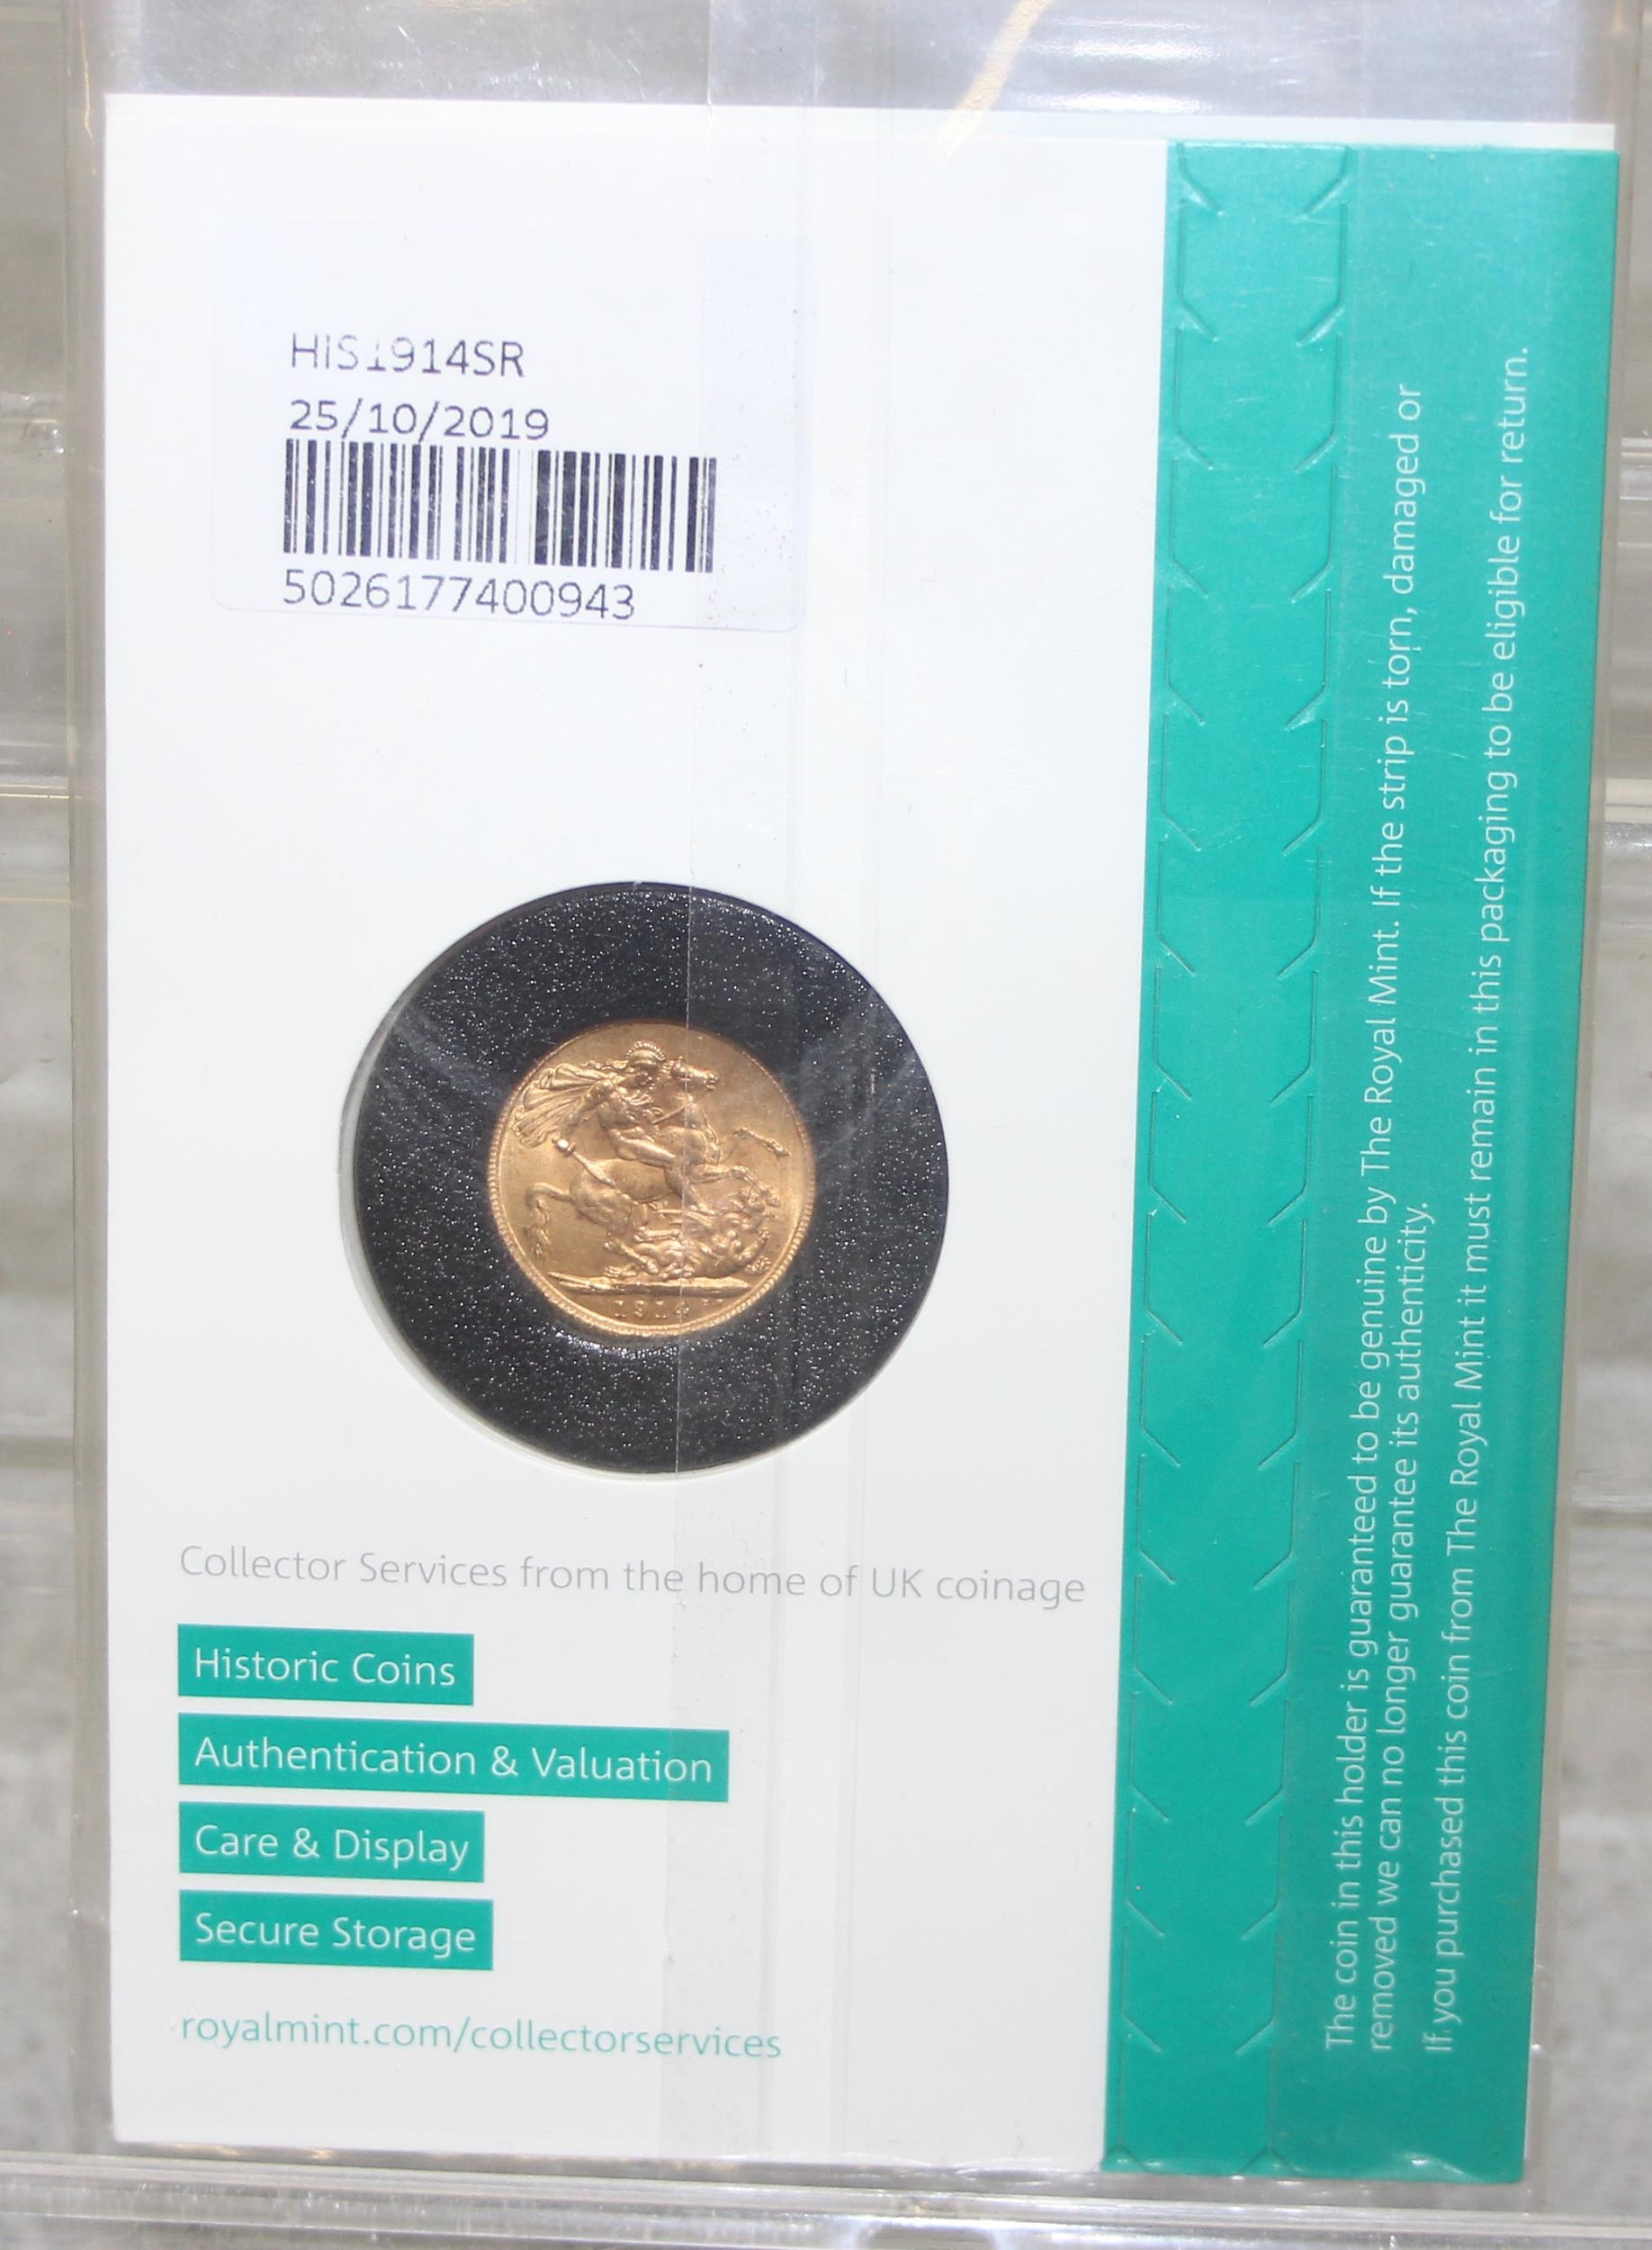 HIS1914SR
25/10/2019
5026177400943
1914
Collector Services from the home of UK coinage
Historic Coins
Authentication & Valuation
Care & Display
Secure Storage
royalmint.com/collectorservices
The coin in this holder is guaranteed to be genuine by The Royal Mint. If the strip is torn, damaged or
removed we can no longer guarantee its authenticity.
If you purchased this coin from The Royal Mint it must remain in this packaging to be eligible for return.